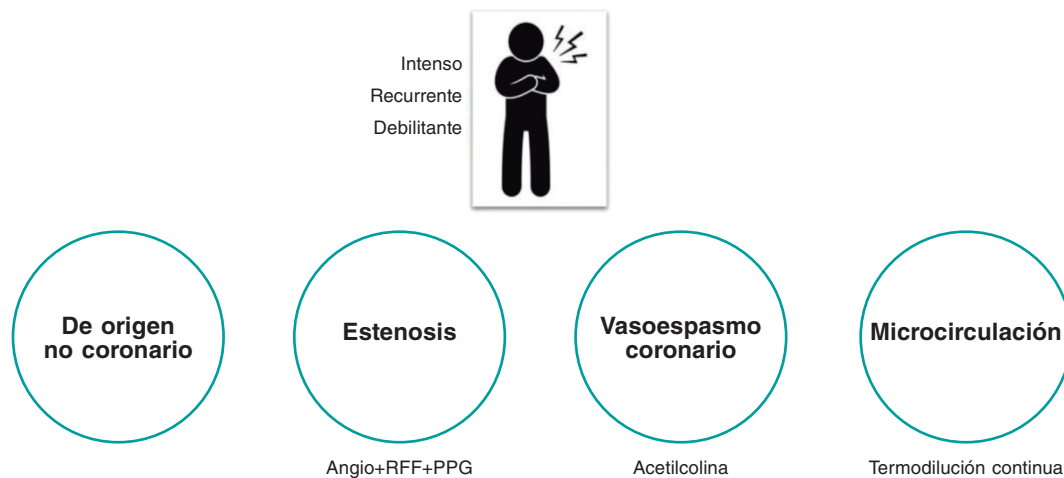 Intenso
Recurrente
Debilitante
De origen
no coronario
Estenosis
Vasoespasmo
coronario
Microcirculación
Angio+RFF+PPG
Acetilcolina
Termodilución continua